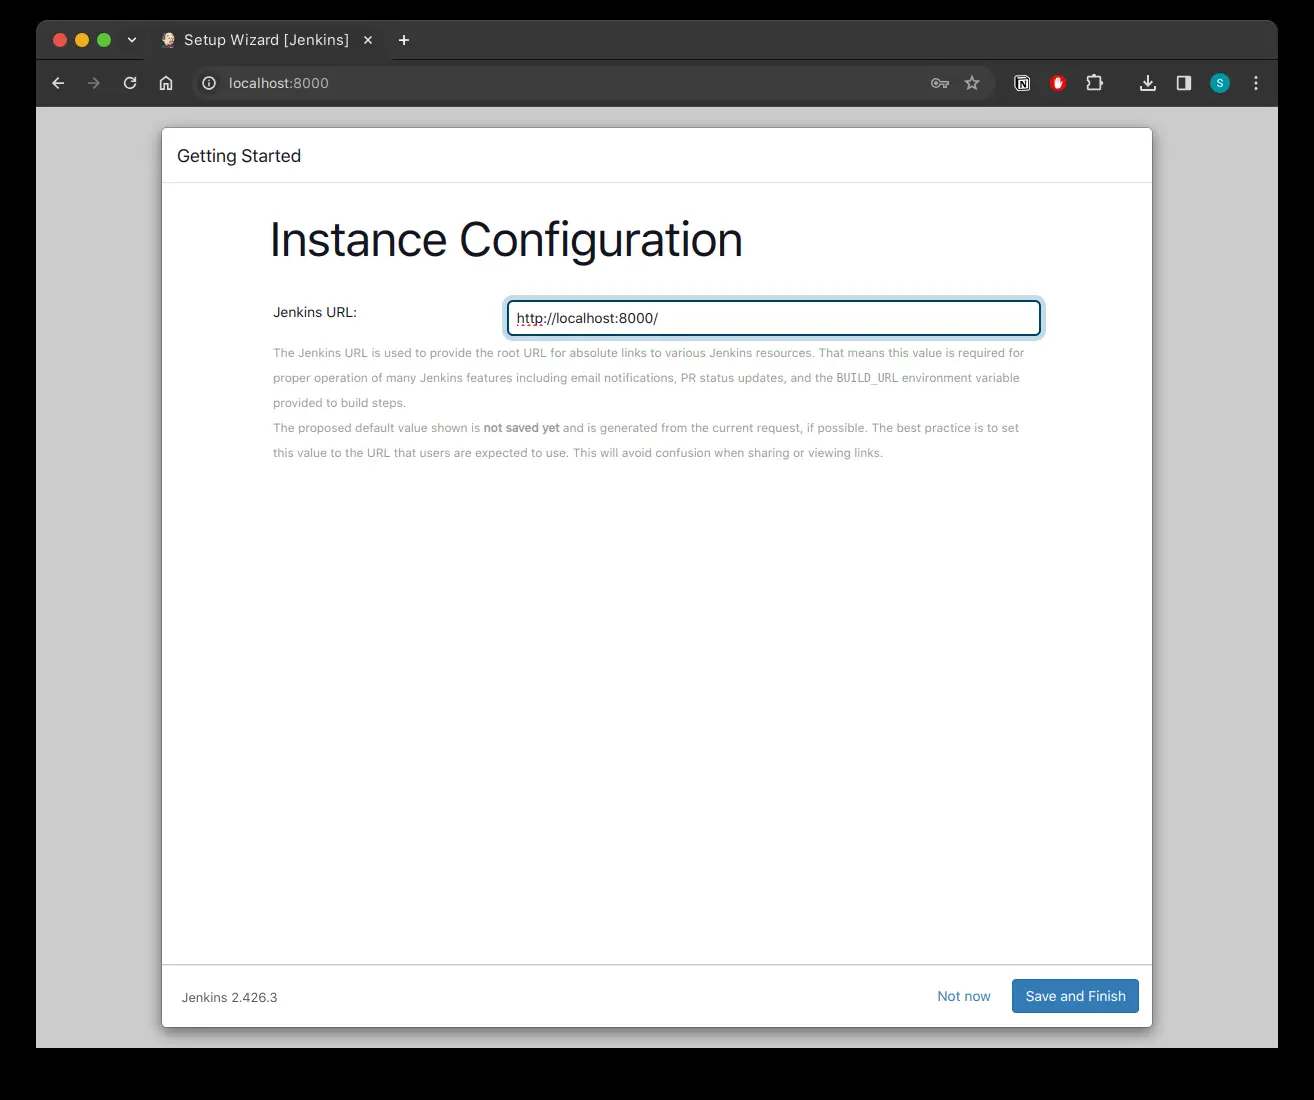 Setup Wizard [Jenkins]
localhost:8000
S
Getting Started
Instance Configuration
Jenkins URL:
http://localhost:8000/
The Jenkins URL is used to provide the root URL for absolute links to various Jenkins resources. That means this value is required for
proper operation of many Jenkins features including email notifications, PR status updates, and the BUILD_URL environment variable
provided to build steps.
The proposed default value shown is not saved yet and is generated from the current request, if possible. The best practice is to set
this value to the URL that users are expected to use. This will avoid confusion when sharing or viewing links.
Jenkins 2.426.3
Not now
Save and Finish